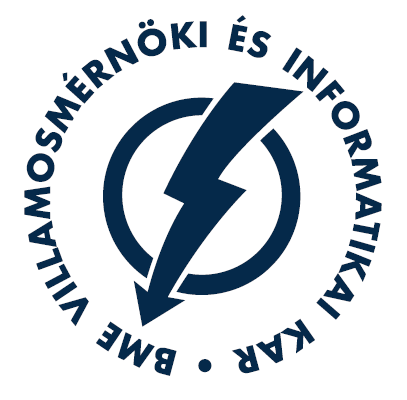 BME VILLAMOSMÉRNÖKI ÉS INFORMATIKAI KAR •